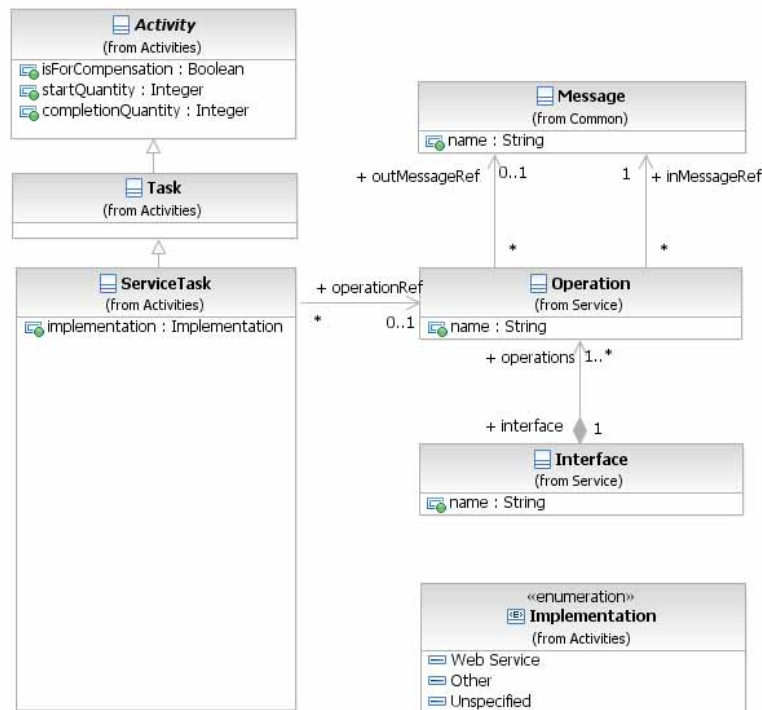 Activity
(from Activities)
isForCompensation : Boolean
startQuantity : Integer
completionQuantity : Integer
Message
(from Common)
name : String
+ outMessageRef
0..1
1
+ inMessageRef
Task
(from Activities)
*
*
ServiceTask
(from Activities)
implementation : Implementation
+ operationRef
*
0..1
Operation
(from Service)
name : String
+ operations
1..*
+ interface
1
Interface
(from Service)
name : String
«enumeration»
Implementation
(from Activities)
Web Service
Other
Unspecified